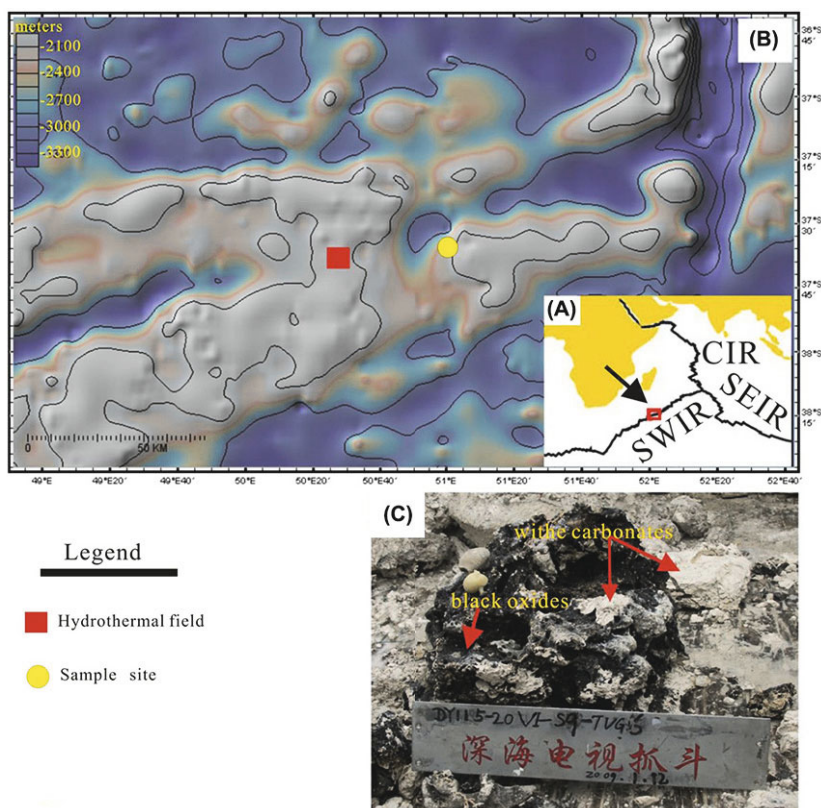 meters
-2100
-2400
-2700
-3000
-3300
(B)
36°S
45'
37°S
37°S
15'
37°S
30'
37°S
45'
38°S
38°S
15'
0 50 KM
49°E 49°E20' 49°E40' 50°E 50°E20' 50°E40' 51°E 51°E20' 51°E40' 52°E 52°E20' 52°E40'
(A)
CIR
SEIR
SWIR
Legend
Hydrothermal field
Sample site
(C)
withe carbonates
black oxides
DY115-20 VI-S9-TVG5
深海电视抓斗
2009.1.12